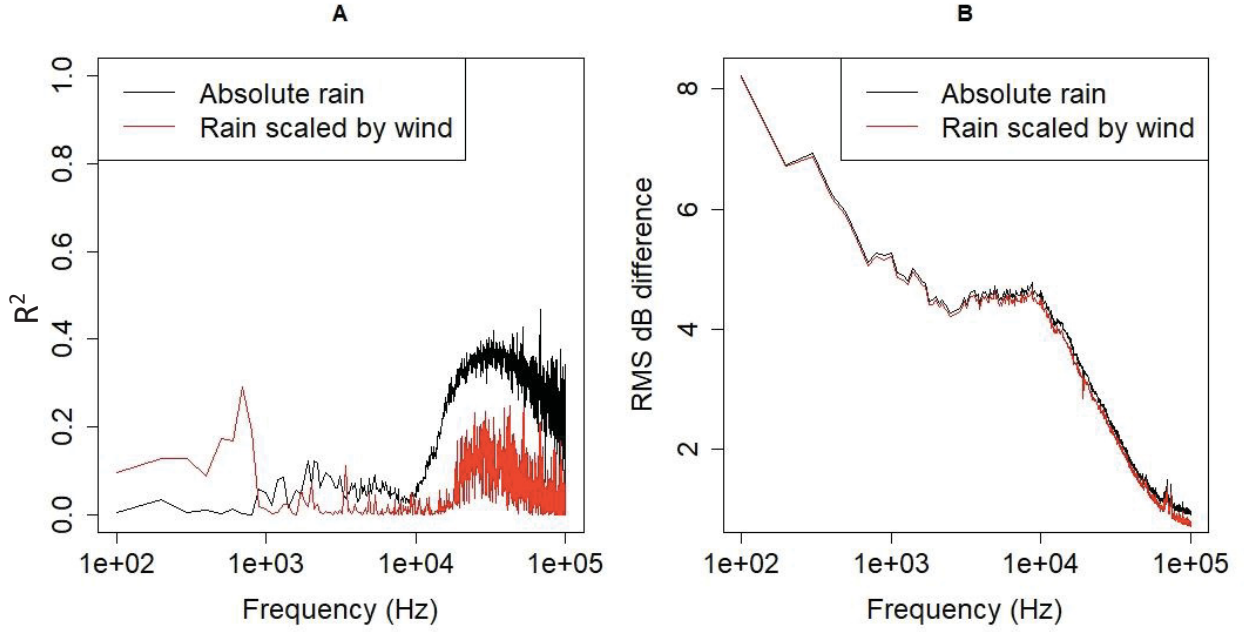 A
Absolute rain
Rain scaled by wind
R²
1.0
0.8
0.6
0.4
0.2
0.0
1e+02 1e+03 1e+04 1e+05
Frequency (Hz)
B
Absolute rain
Rain scaled by wind
RMS dB difference
8
6
4
2
1e+02 1e+03 1e+04 1e+05
Frequency (Hz)